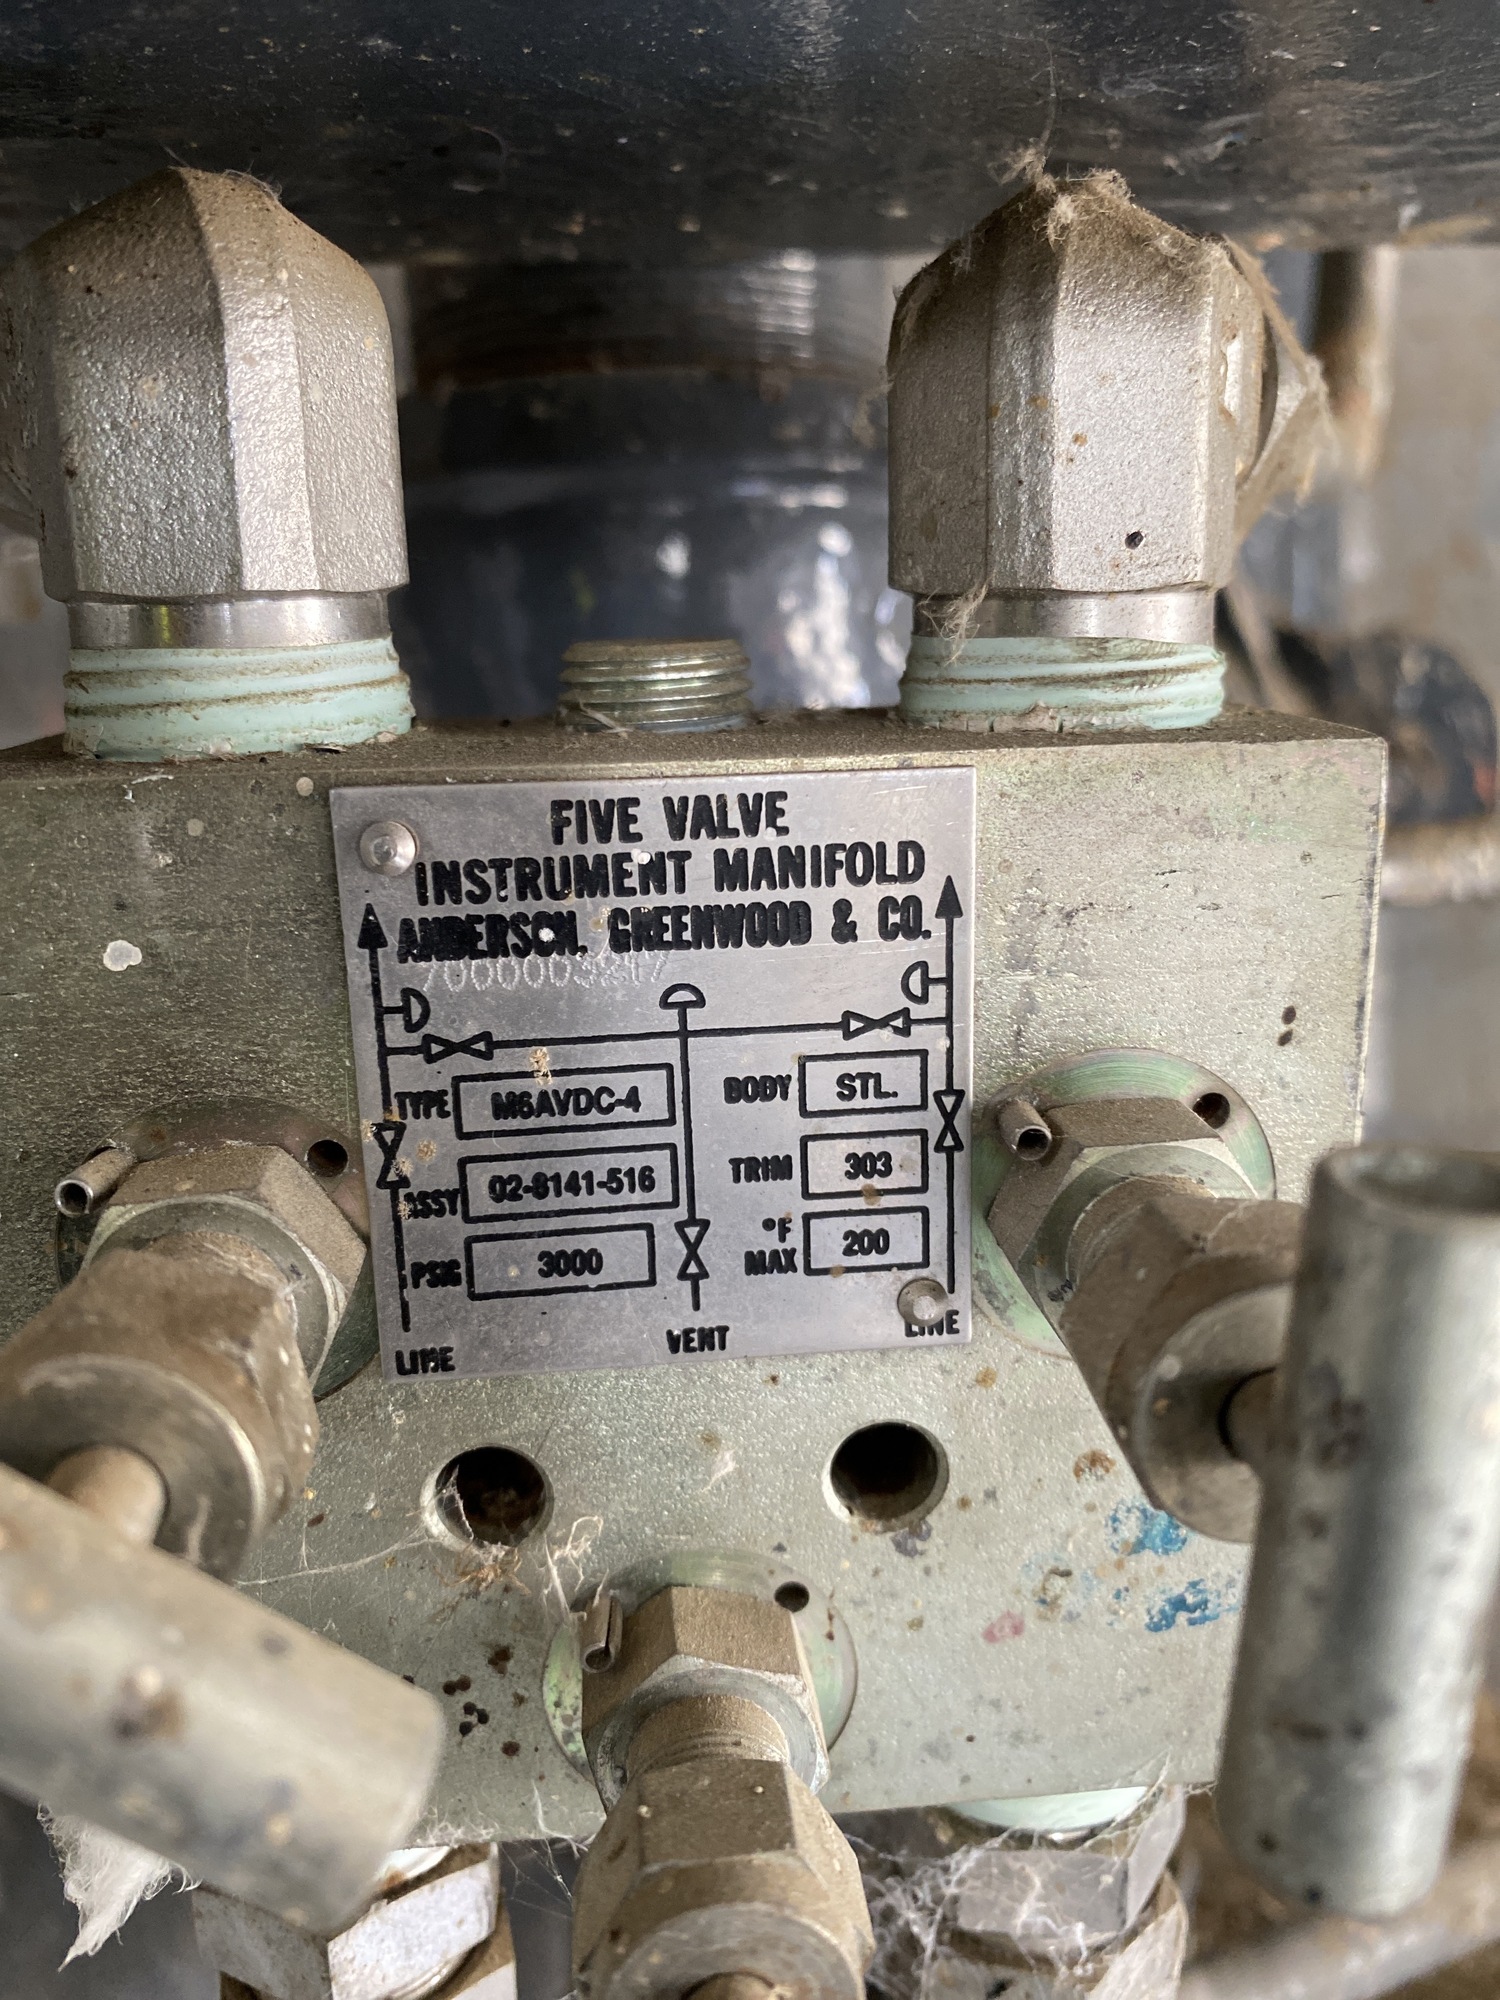 FIVE VALVE
INSTRUMENT MANIFOLD
ANDERSON, GREENWOOD & CO.
TYPE M6AVDC-4
BODY STL.
ASSY 02-8141-516
TRIM 303
PSIG 3000
°F MAX 200
LINE
VENT
LINE